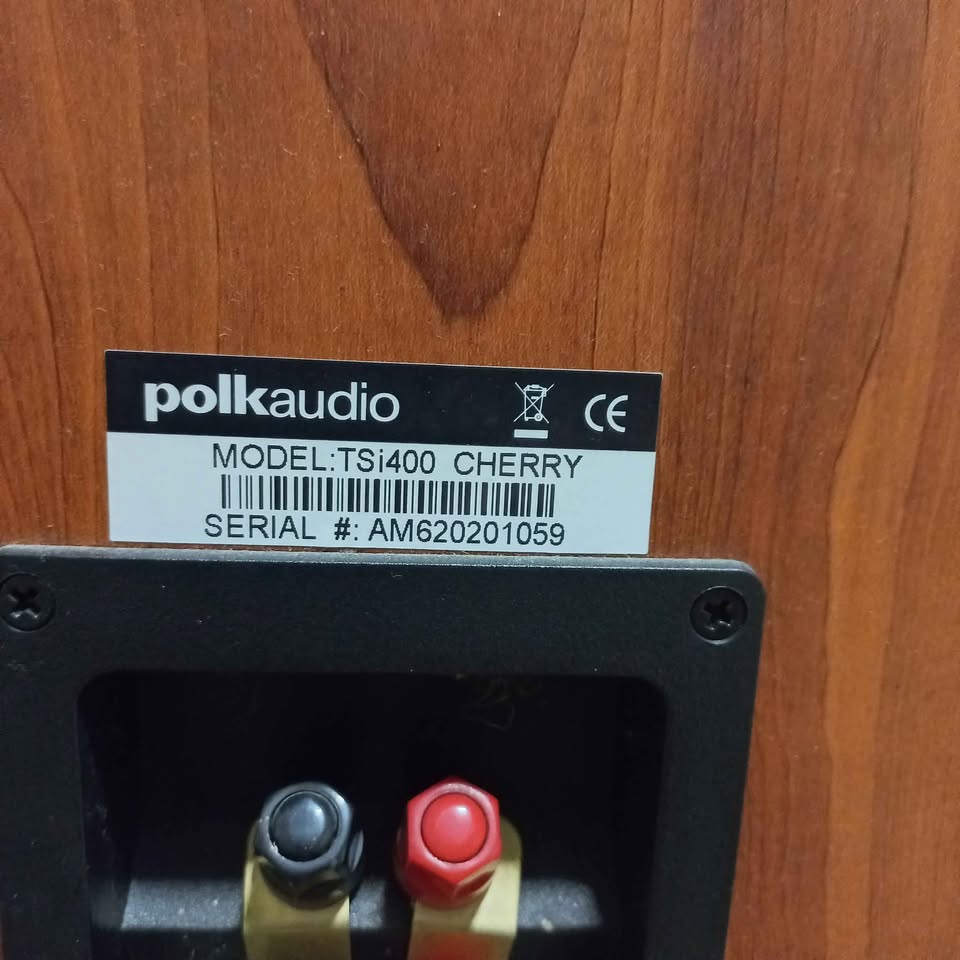 polkaudio
CE
MODEL:TSi400 CHERRY
SERIAL #: AM620201059